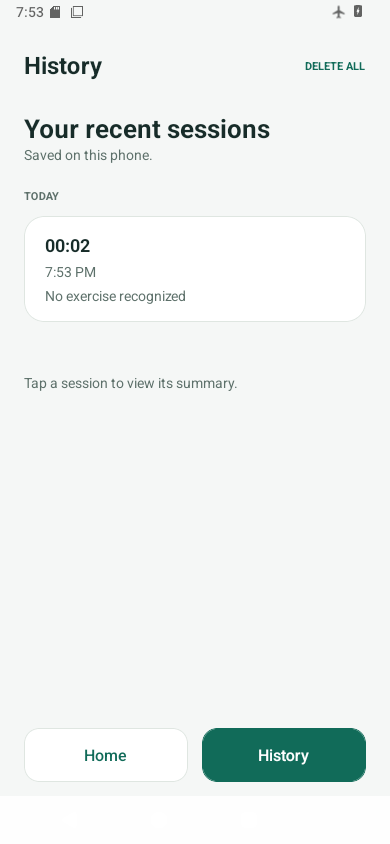 7:53
History
DELETE ALL
Your recent sessions
Saved on this phone.
TODAY
00:02
7:53 PM
No exercise recognized
Tap a session to view its summary.
Home
History